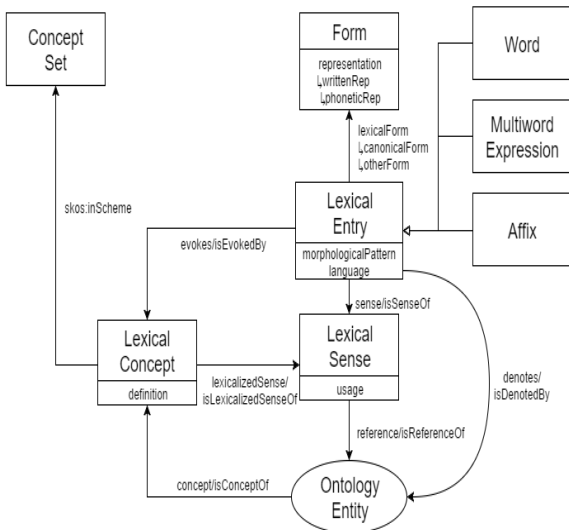 Concept
Set
Form
representation
↳writtenRep
↳phoneticRep
Word
Multiword
Expression
Affix
lexicalForm
↳canonicalForm
↳otherForm
skos:inScheme
Lexical
Entry
morphologicalPattern
language
evokes/isEvokedBy
sense/isSenseOf
Lexical
Concept
definition
lexicalizedSense/
isLexicalizedSenseOf
Lexical
Sense
usage
denotes/
isDenotedBy
reference/isReferenceOf
concept/isConceptOf
Ontology
Entity